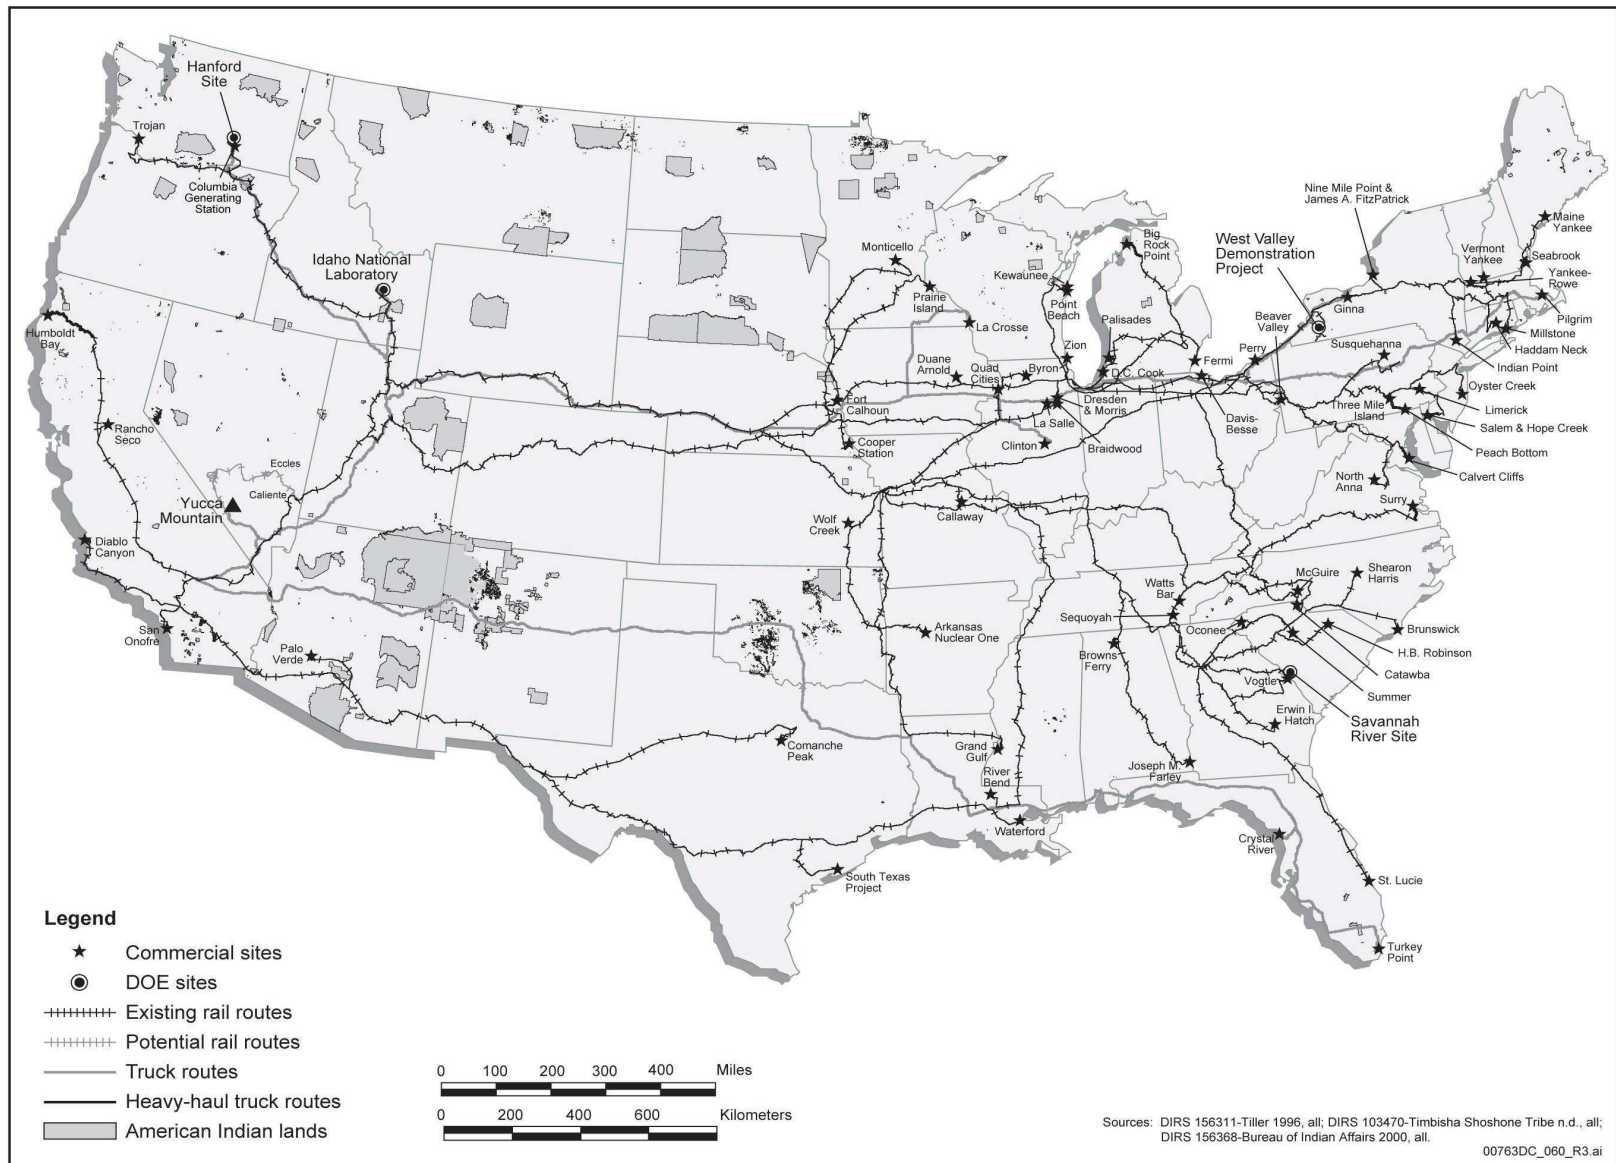 Hanford
Site
Trojan
Columbia
Generating
Station
Idaho National
Laboratory
Humboldt
Bay
Rancho
Seco
Eccles
Caliente
Yucca
Mountain
Diablo
Canyon
San
Onofre
Palo
Verde
Monticello
Prairie
Island
La Crosse
Kewaunee
Point
Beach
Big
Rock
Point
Palisades
Zion
Duane
Arnold
Quad
Cities
Byron
D.C. Cook
Fermi
Perry
Fort
Calhoun
Dresden
& Morris
La Salle
Cooper
Station
Clinton
Braidwood
Davis-
Besse
Beaver
Valley
West Valley
Demonstration
Project
Nine Mile Point &
James A. FitzPatrick
Ginna
Vermont
Yankee
Maine
Yankee
Seabrook
Yankee-
Rowe
Pilgrim
Millstone
Haddam Neck
Indian Point
Susquehanna
Oyster Creek
Three Mile
Island
Limerick
Salem & Hope Creek
Peach Bottom
Calvert Cliffs
North
Anna
Surry
Wolf
Creek
Callaway
Arkansas
Nuclear One
Watts
Bar
Sequoyah
McGuire
Shearon
Harris
Oconee
Brunswick
H.B. Robinson
Catawba
Summer
Browns
Ferry
Vogtle
Erwin I.
Hatch
Savannah
River Site
Comanche
Peak
Grand
Gulf
River
Bend
Joseph M.
Farley
Waterford
South Texas
Project
Crystal
River
St. Lucie
Turkey
Point
Legend
Commercial sites
DOE sites
Existing rail routes
Potential rail routes
Truck routes
Heavy-haul truck routes
American Indian lands
0 100 200 300 400 Miles
0 200 400 600 Kilometers
Sources: DIRS 156311-Tiller 1996, all; DIRS 103470-Timbisha Shoshone Tribe n.d., all;
DIRS 156368-Bureau of Indian Affairs 2000, all.
00763DC_060_R3.ai